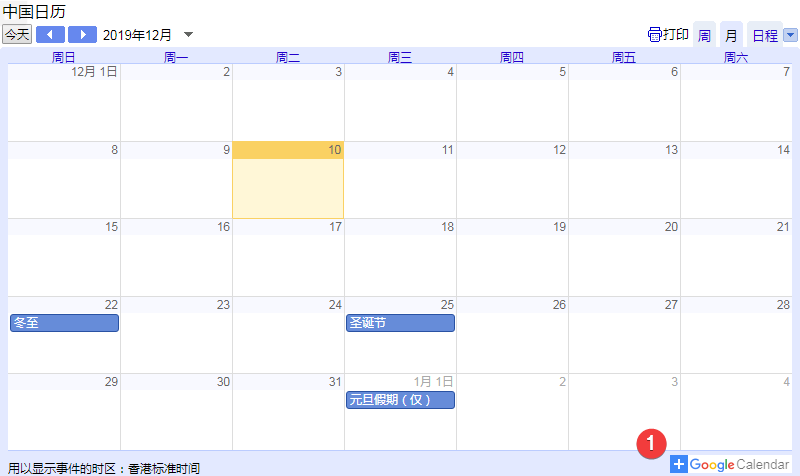 中国日历
今天 2019年12月 打印 周 月 日程
周日 周一 周二 周三 周四 周五 周六
12月 1日 2 3 4 5 6 7
8 9 10 11 12 13 14
15 16 17 18 19 20 21
22 23 24 25 26 27 28
冬至 圣诞节
29 30 31 1月 1日 2 3 4
元旦假期（仅）
1
用以显示事件的时区：香港标准时间 Google Calendar